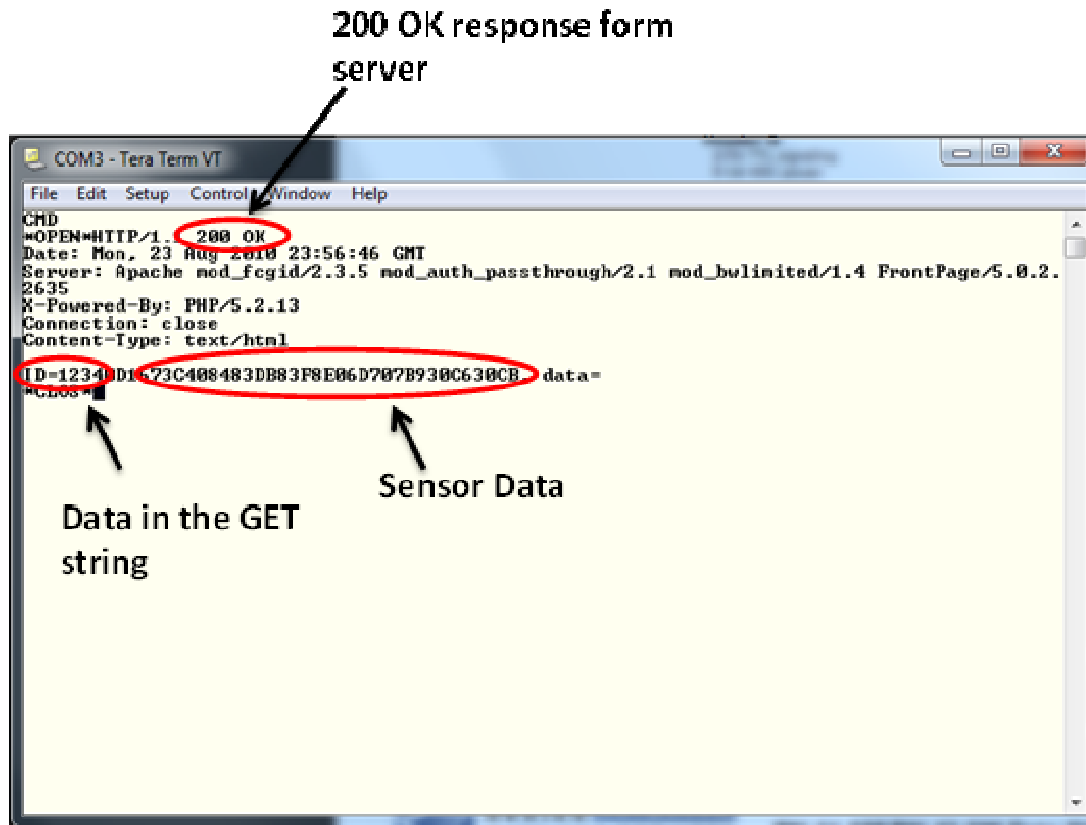 200 OK response form
server
COM3 - Tera Term VT
File Edit Setup Control Window Help
CMD
*OPEN*HTTP/1. 200 OK
Date: Mon, 23 Aug 2010 23:56:46 GMT
Server: Apache mod_fcgid/2.3.5 mod_auth_passthrough/2.1 mod_bwlimited/1.4 FrontPage/5.0.2.
2635
X-Powered-By: PHP/5.2.13
Connection: close
Content-Type: text/html
ID=1234 data=
*CLOS*
Sensor Data
Data in the GET
string